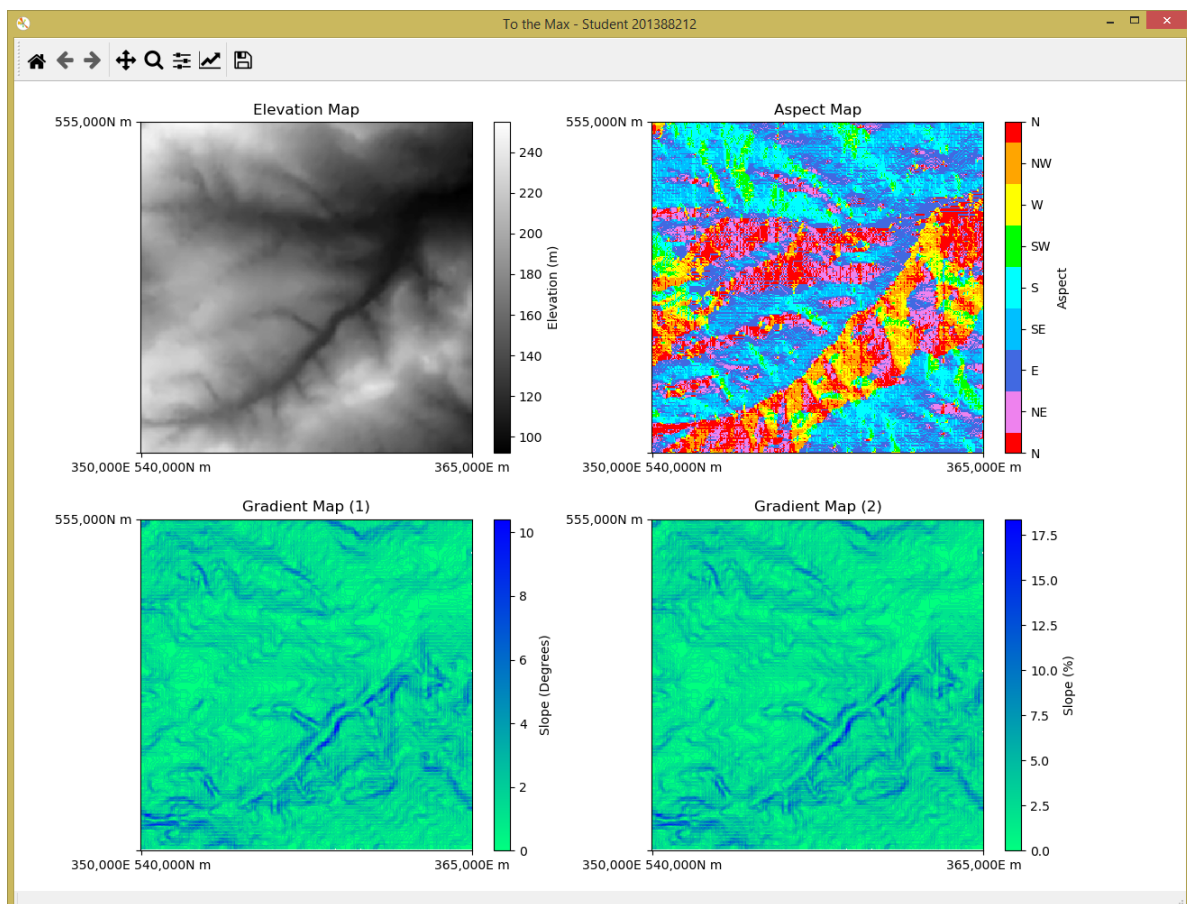 To the Max - Student 201388212
Elevation Map
555,000N m
240
220
200
180
160
140
120
100
Elevation (m)
350,000E 540,000N m
365,000E m
Aspect Map
555,000N m
N
NW
W
SW
S
SE
E
NE
N
Aspect
350,000E 540,000N m
365,000E m
Gradient Map (1)
555,000N m
10
8
6
4
2
0
Slope (Degrees)
350,000E 540,000N m
365,000E m
Gradient Map (2)
555,000N m
17.5
15.0
12.5
10.0
7.5
5.0
2.5
0.0
Slope (%)
350,000E 540,000N m
365,000E m